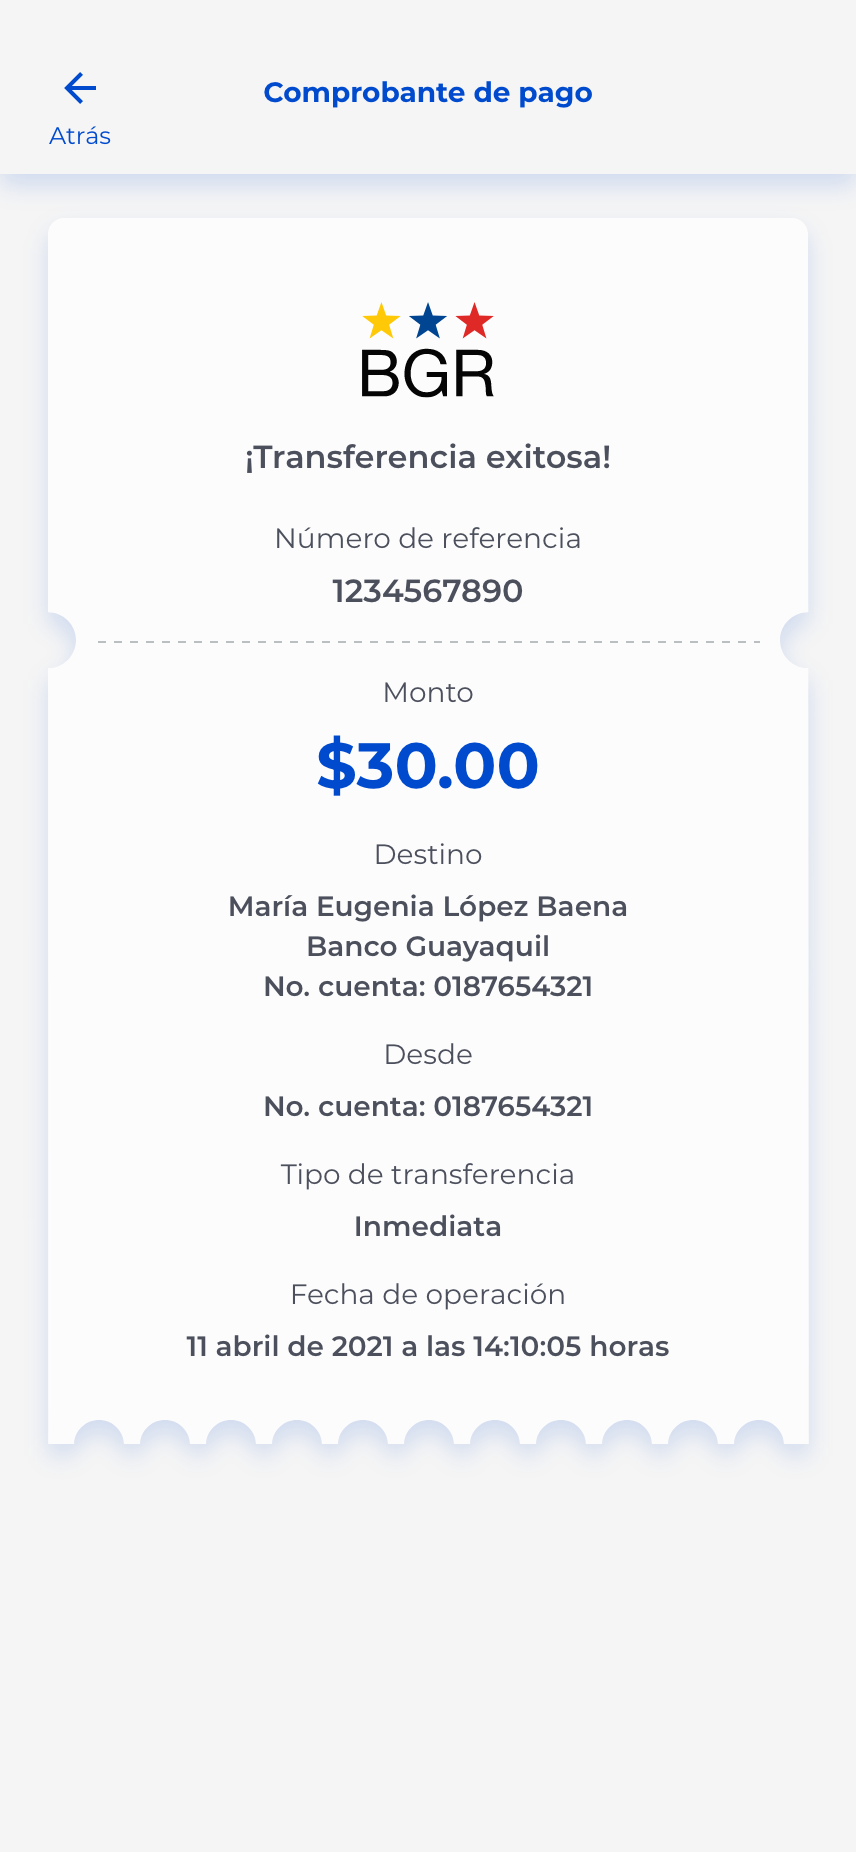 Comprobante de pago
Atrás
BGR
¡Transferencia exitosa!
Número de referencia
1234567890
Monto
$30.00
Destino
María Eugenia López Baena
Banco Guayaquil
No. cuenta: 0187654321
Desde
No. cuenta: 0187654321
Tipo de transferencia
Inmediata
Fecha de operación
11 abril de 2021 a las 14:10:05 horas